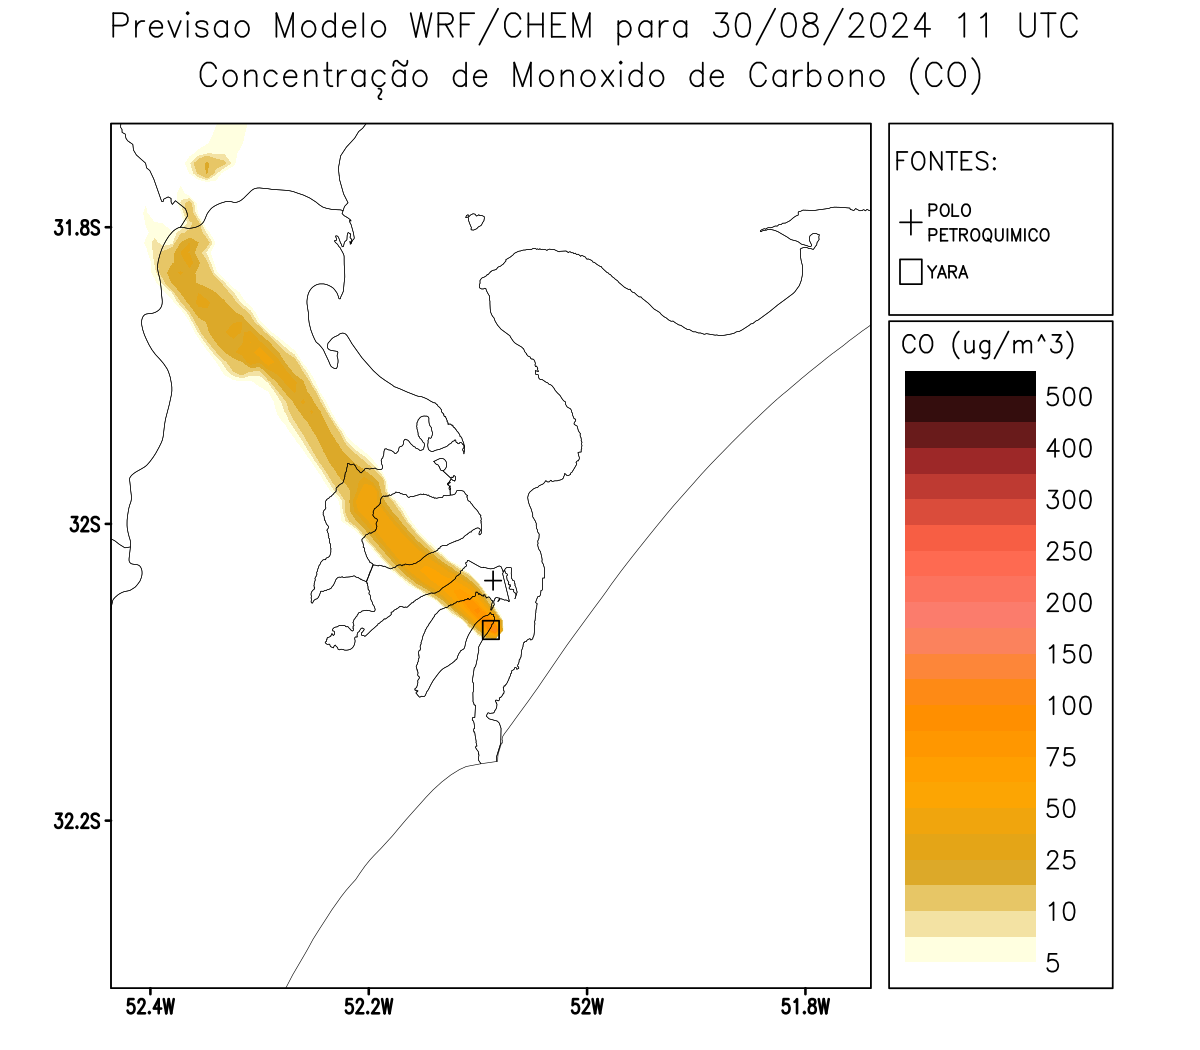 Previsao Modelo WRF/CHEM para 30/08/2024 11 UTC
Concentração de Monoxido de Carbono (CO)
FONTES:
POLO
PETROQUIMICO
YARA
31.8S
32S
32.2S
52.4W
52.2W
52W
51.8W
CO (ug/m^3)
500
400
300
250
200
150
100
75
50
25
10
5